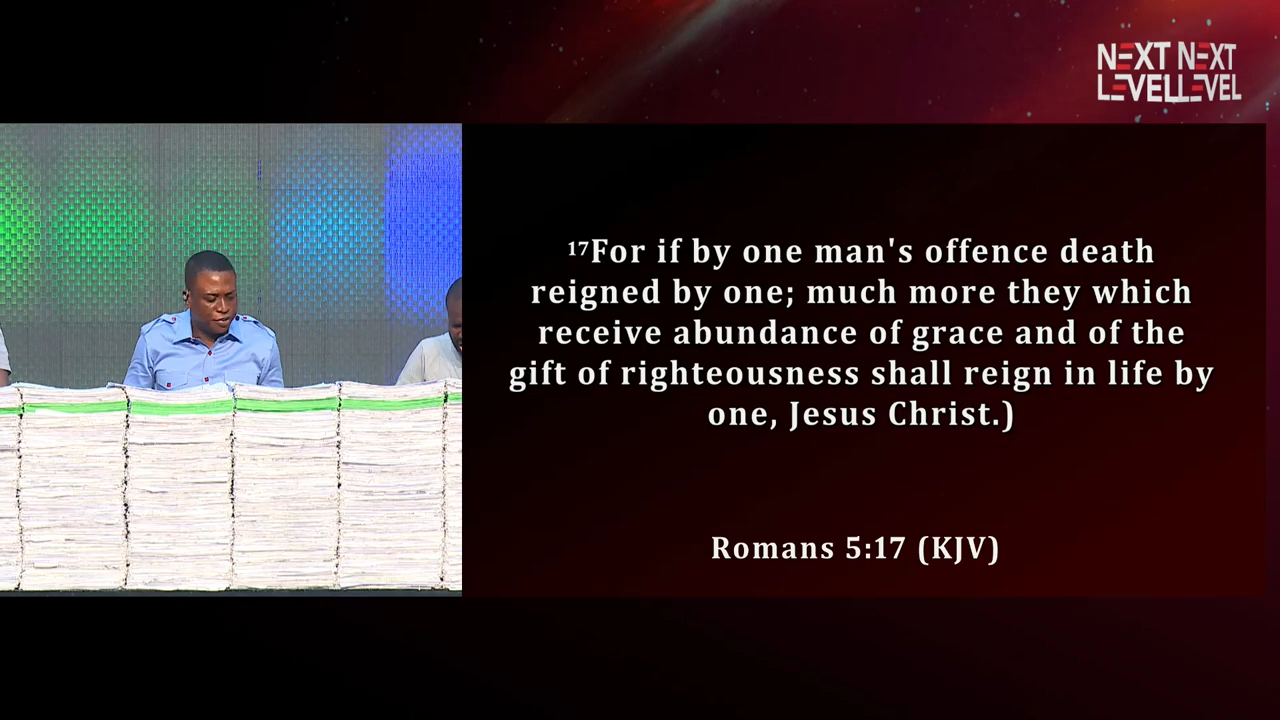 NEXT NEXT
LEVEL LEVEL
¹⁷For if by one man's offence death
reigned by one; much more they which
receive abundance of grace and of the
gift of righteousness shall reign in life by
one, Jesus Christ.)
Romans 5:17 (KJV)